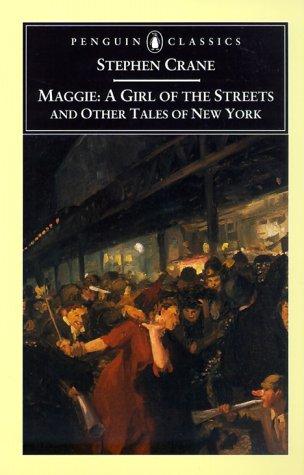 PENGUIN CLASSICS
STEPHEN CRANE
MAGGIE: A GIRL OF THE STREETS
AND OTHER TALES OF NEW YORK